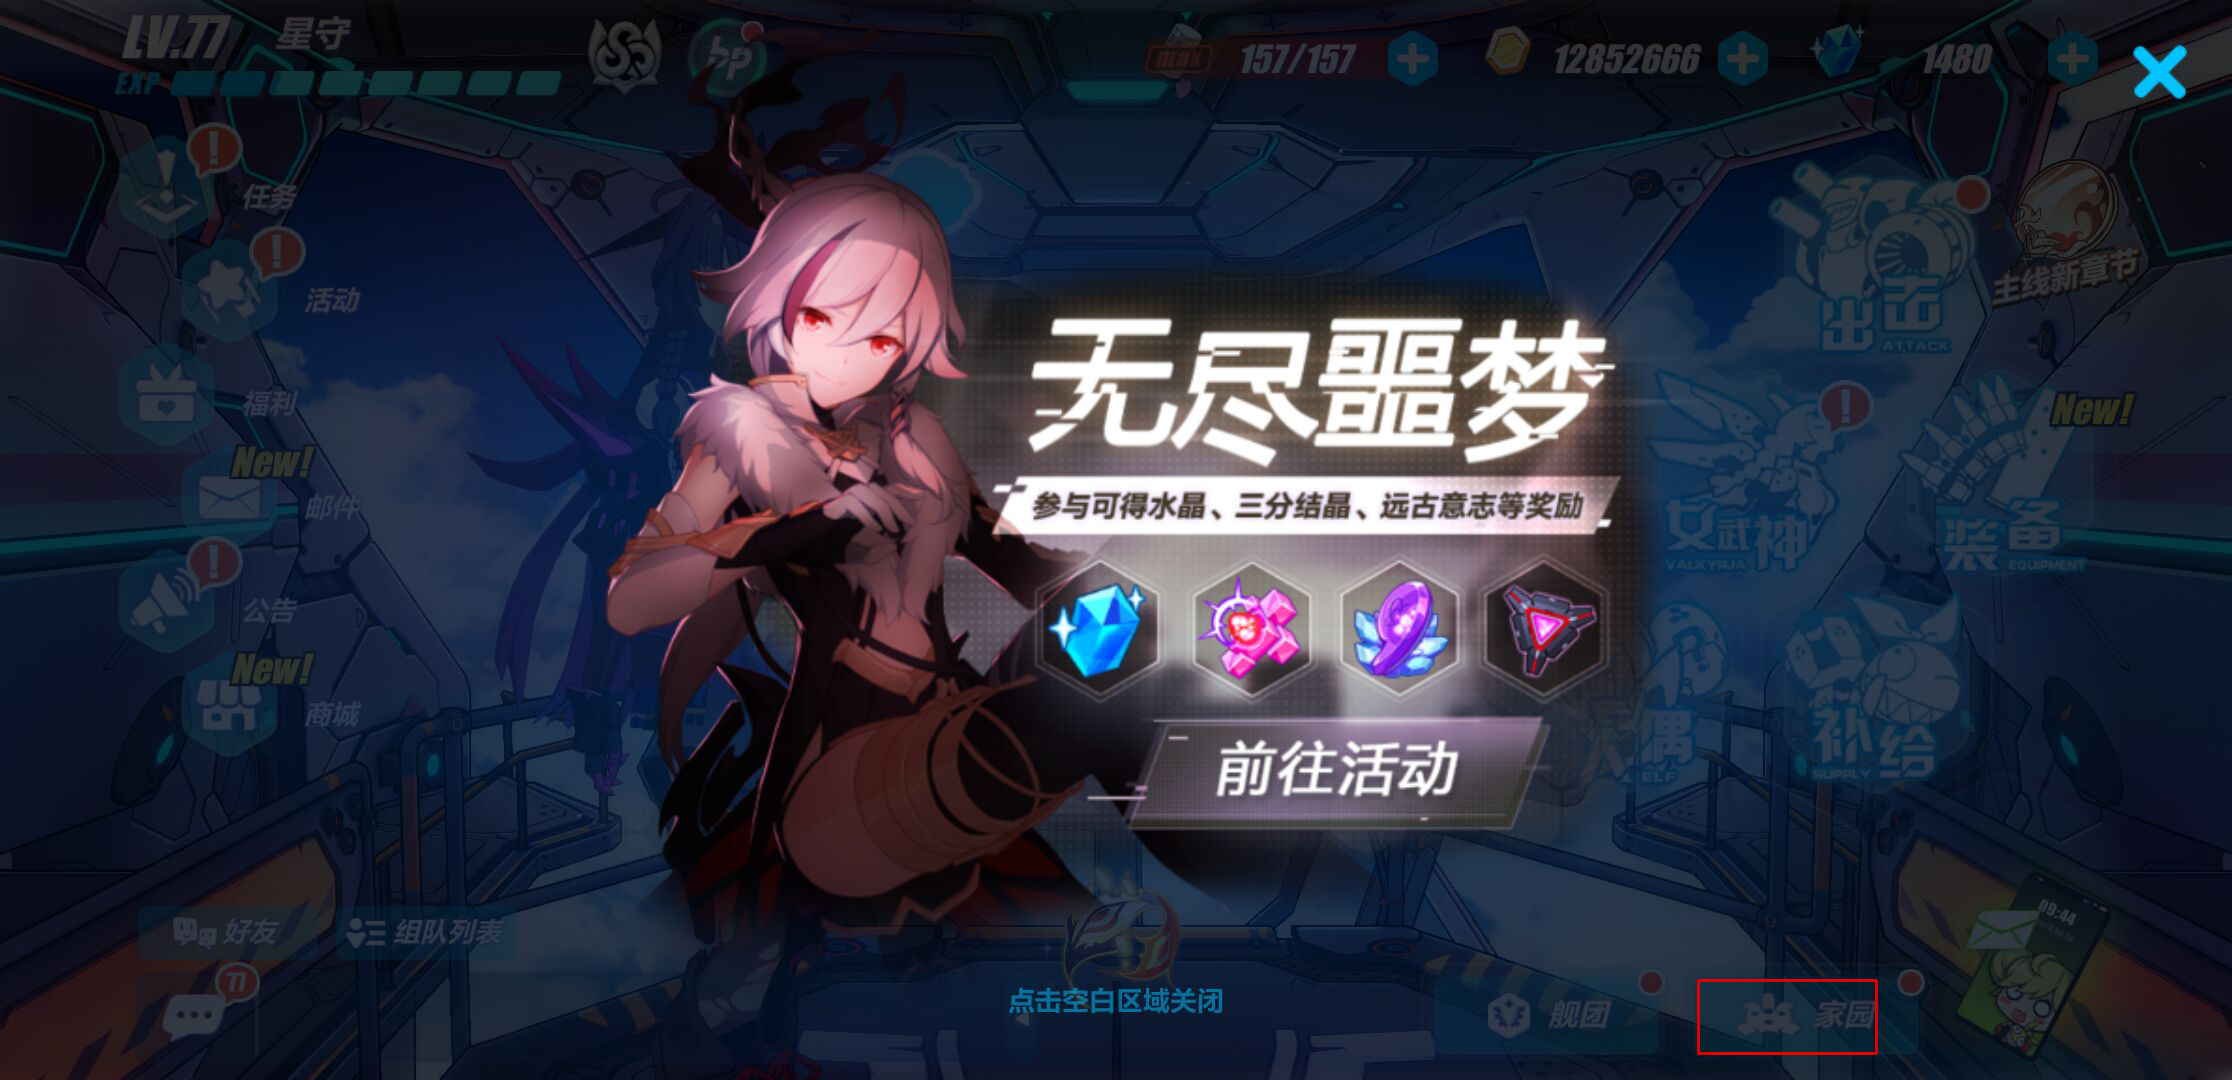 LV.77
星守
EXP
bp
max
157/157
12852666
1480
任务
活动
福利
New!
邮件
公告
New!
商城
好友
组队列表
77
出击
ATTACK
主线新章节
New!
女武神
VALKYRJA
装备
EQUIPMENT
人偶
ELF
补给
SUPPLY
无尽噩梦
参与可得水晶、三分结晶、远古意志等奖励
前往活动
点击空白区域关闭
舰团
家园
09:44